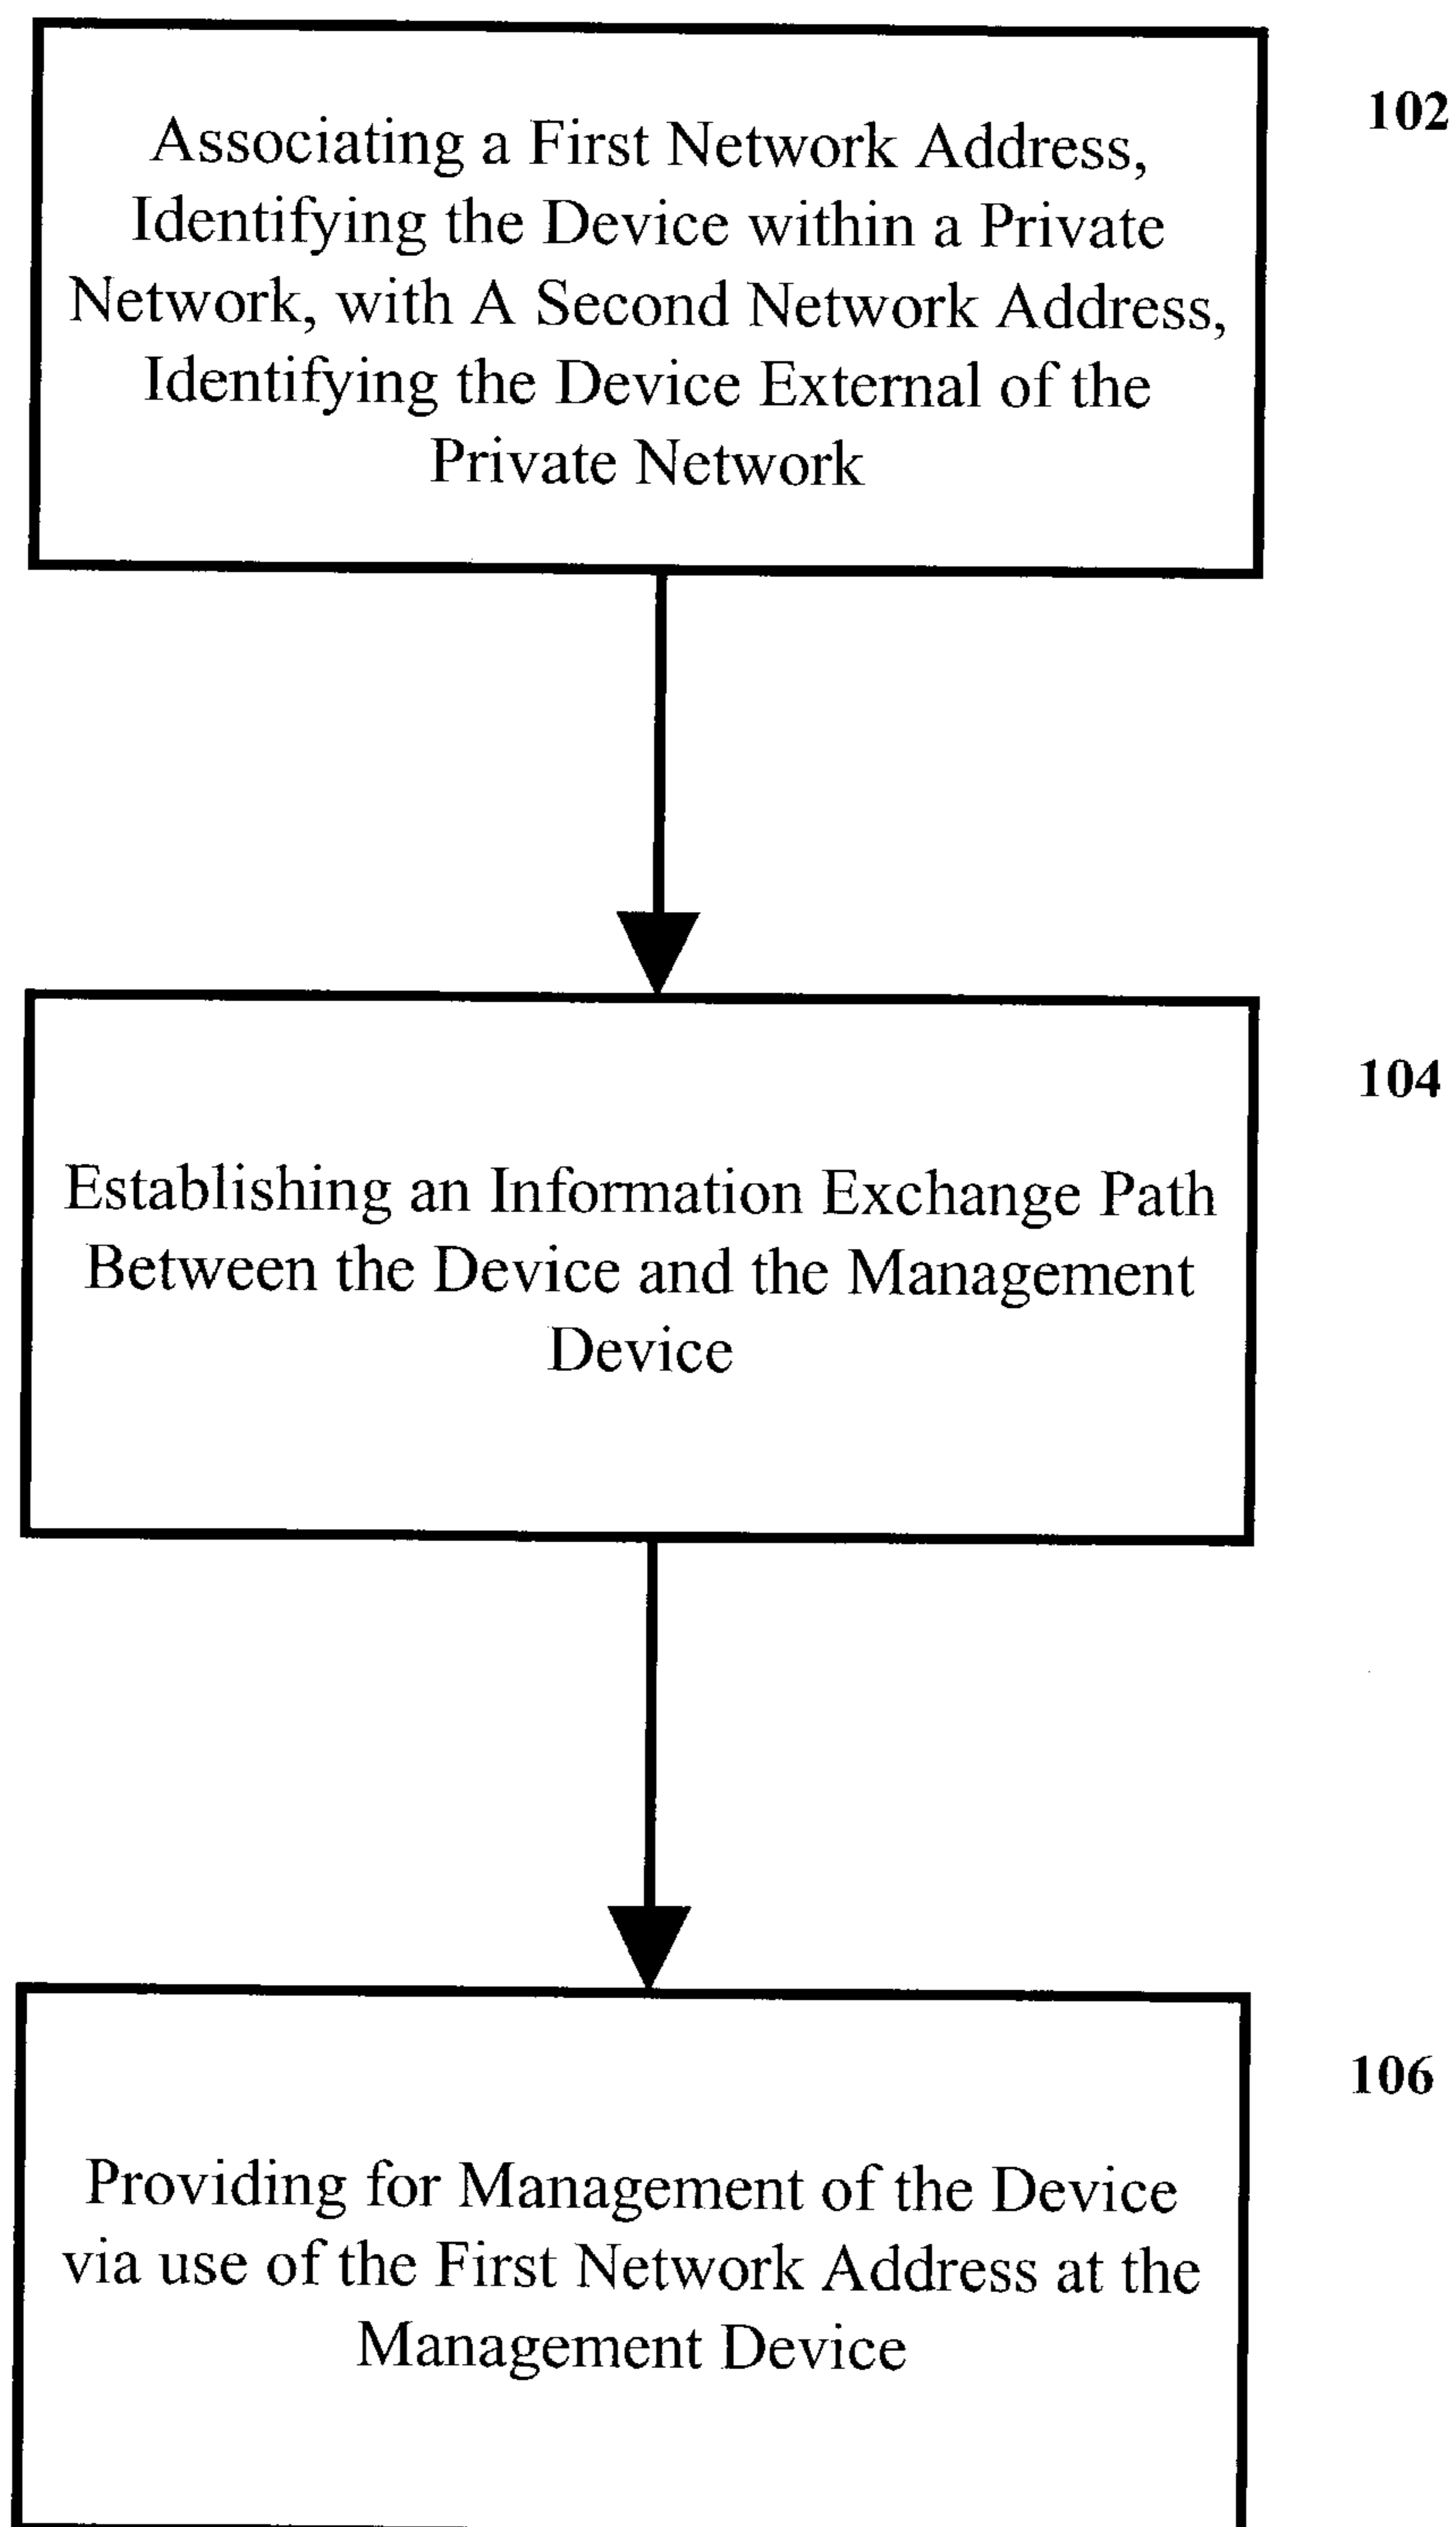 102
Associating a First Network Address,
Identifying the Device within a Private
Network, with A Second Network Address,
Identifying the Device External of the
Private Network
104
Establishing an Information Exchange Path
Between the Device and the Management
Device
106
Providing for Management of the Device
via use of the First Network Address at the
Management Device